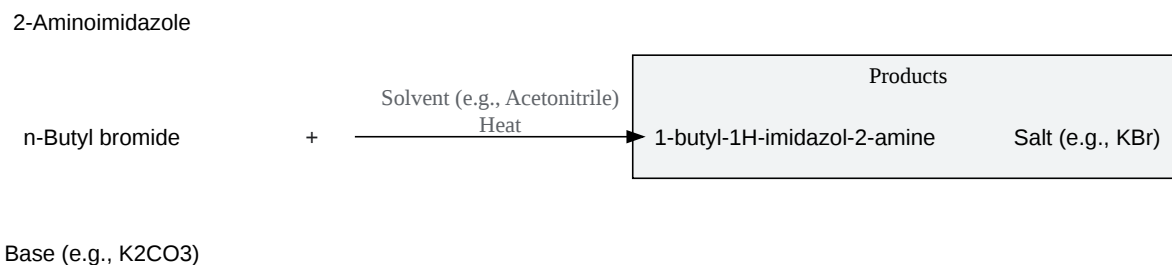 2-Aminoimidazole
Products
Solvent (e.g., Acetonitrile)
Heat
n-Butyl bromide + 1-butyl-1H-imidazol-2-amine Salt (e.g., KBr)
Base (e.g., K2CO3)